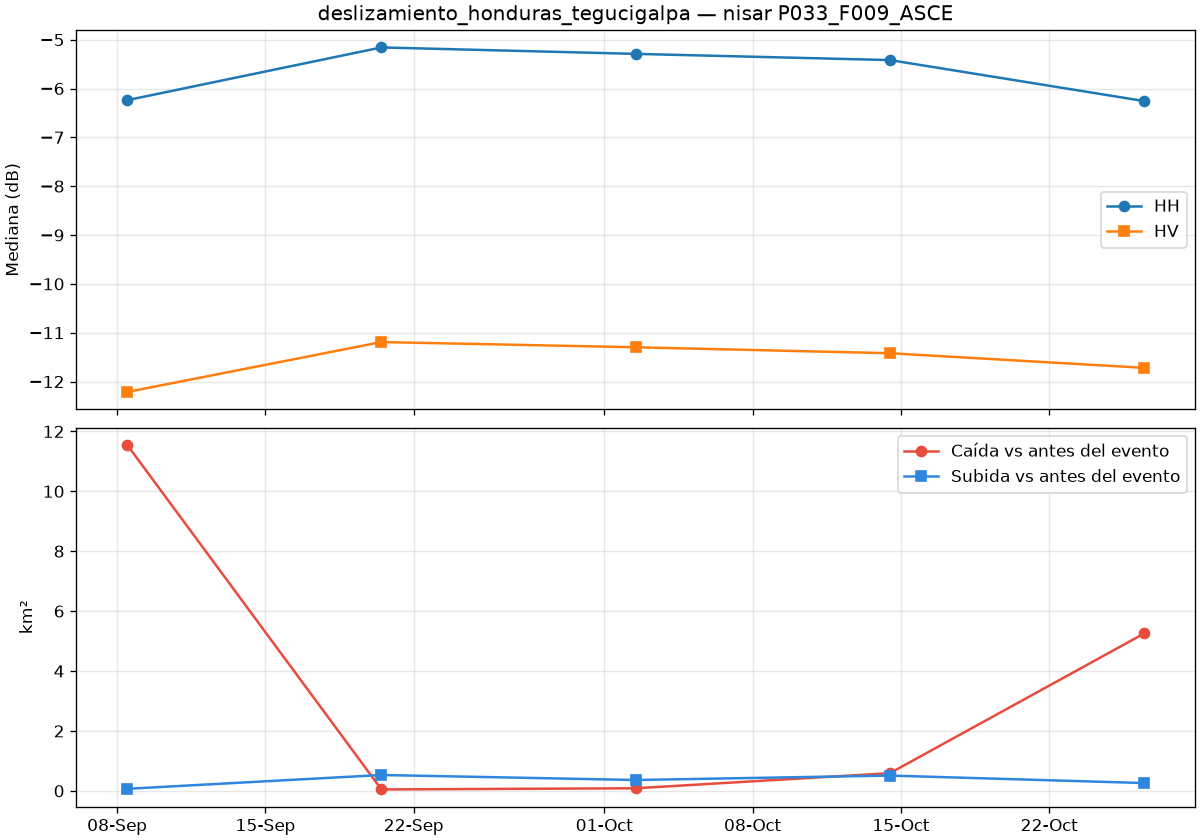 deslizamiento_honduras_tegucigalpa — nisar P033_F009_ASCE
−5
−6
−7
−8
−9
−10
−11
−12
Mediana (dB)
HH
HV
12
10
8
6
4
2
0
km²
Caída vs antes del evento
Subida vs antes del evento
08-Sep 15-Sep 22-Sep 01-Oct 08-Oct 15-Oct 22-Oct